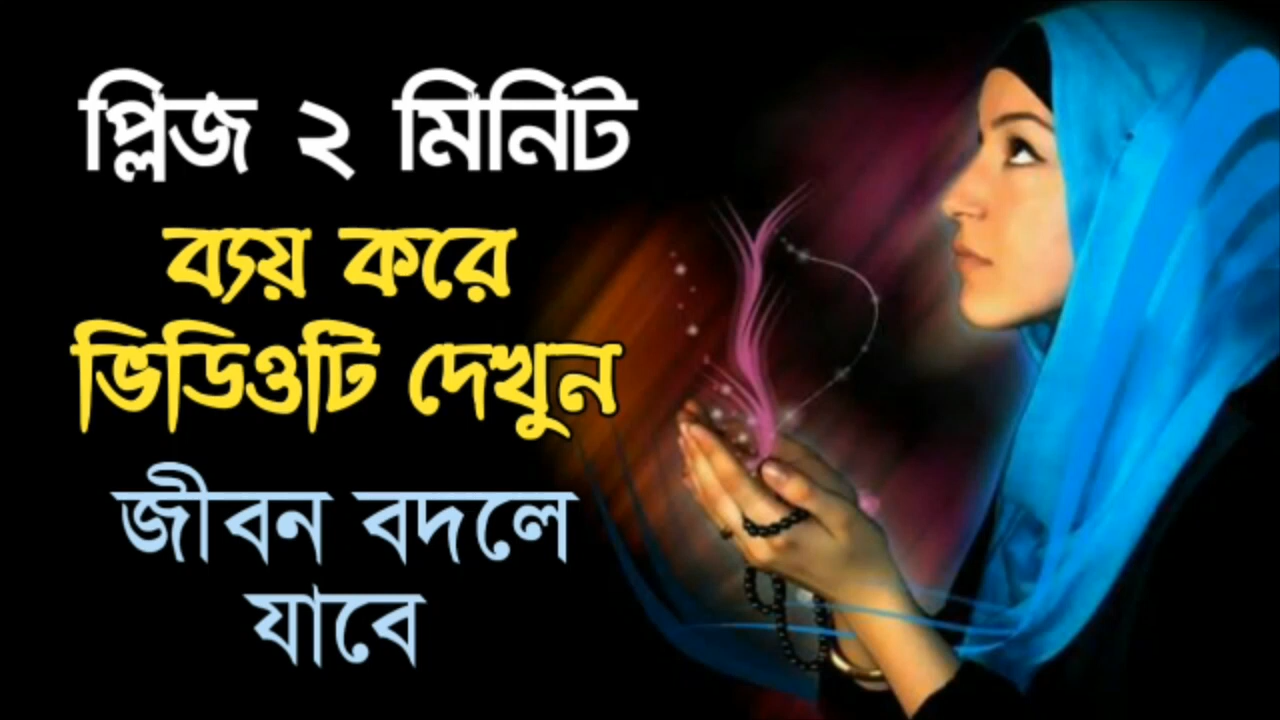 প্লিজ ২ মিনিট
ব্যয় করে
ভিডিওটি দেখুন
জীবন বদলে
যাবে